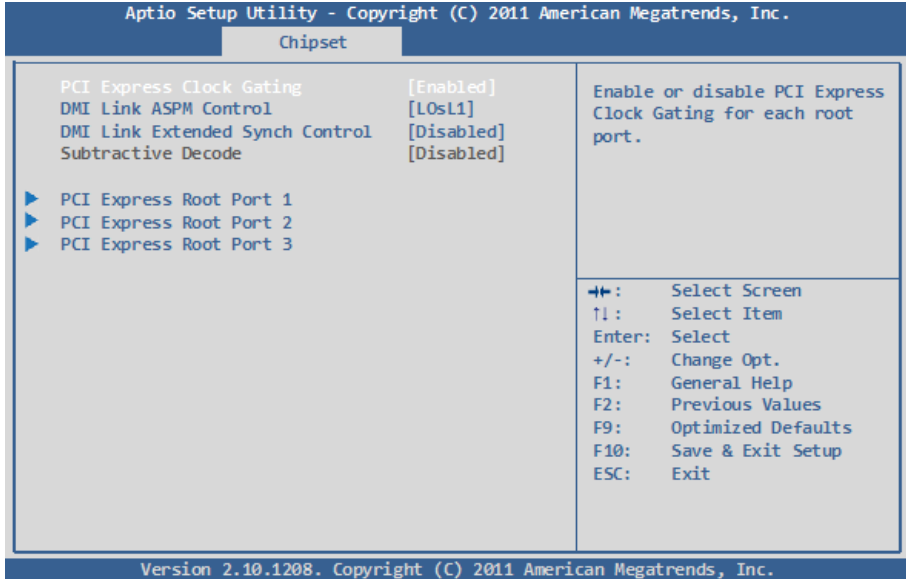 Aptio Setup Utility - Copyright (C) 2011 American Megatrends, Inc.
Chipset
PCI Express Clock Gating [Enabled]
DMI Link ASPM Control [LOsL1]
DMI Link Extended Synch Control [Disabled]
Subtractive Decode [Disabled]
PCI Express Root Port 1
PCI Express Root Port 2
PCI Express Root Port 3
Enable or disable PCI Express
Clock Gating for each root
port.
→←: Select Screen
↑↓: Select Item
Enter: Select
+/-: Change Opt.
F1: General Help
F2: Previous Values
F9: Optimized Defaults
F10: Save & Exit Setup
ESC: Exit
Version 2.10.1208. Copyright (C) 2011 American Megatrends, Inc.